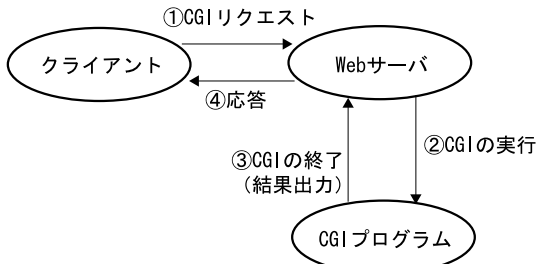 ①CGIリクエスト
クライアント
Webサーバ
④応答
③CGIの終了
（結果出力）
②CGIの実行
CGIプログラム